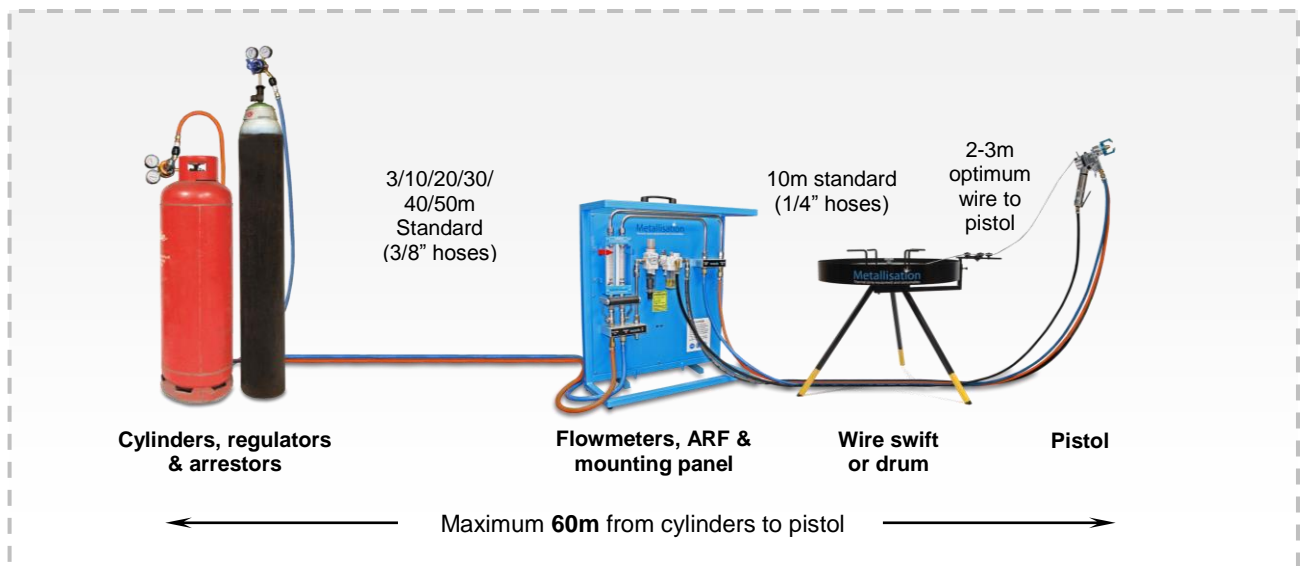 3/10/20/30/
40/50m
Standard
(3/8” hoses)
10m standard
(1/4” hoses)
2-3m
optimum
wire to
pistol
Metallisation
Metallisation
Cylinders, regulators
& arrestors
Flowmeters, ARF &
mounting panel
Wire swift
or drum
Pistol
Maximum 60m from cylinders to pistol